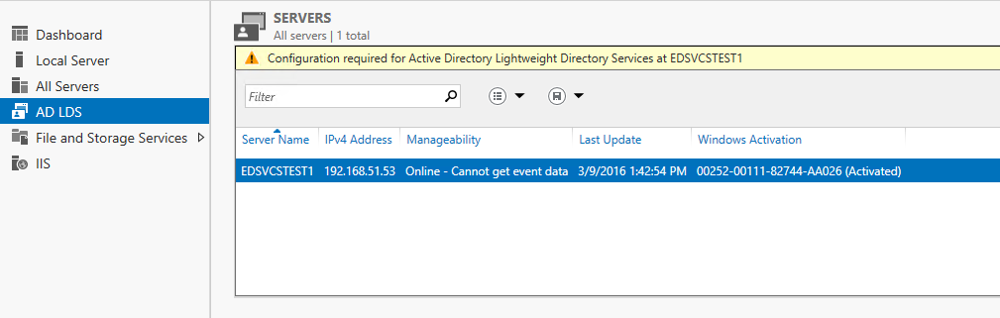 SERVERS
All servers | 1 total
Dashboard
Local Server
All Servers
AD LDS
File and Storage Services
IIS
Configuration required for Active Directory Lightweight Directory Services at EDSVCSTEST1
Filter
Server Name IPv4 Address Manageability Last Update Windows Activation
EDSVCSTEST1 192.168.51.53 Online - Cannot get event data 3/9/2016 1:42:54 PM 00252-00111-82744-AA026 (Activated)